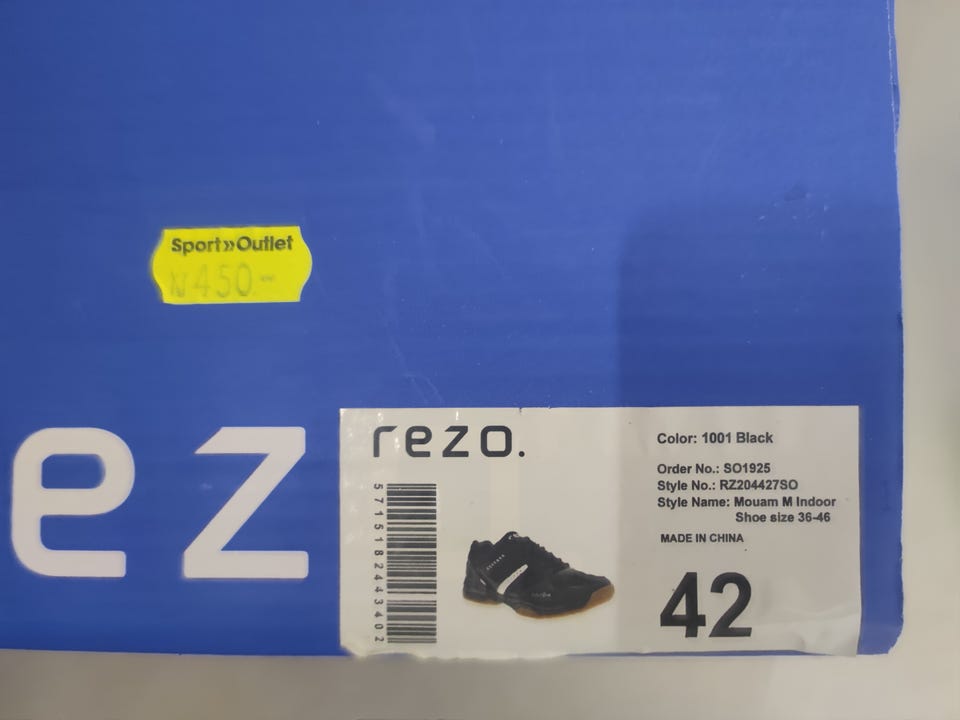 Sport»Outlet
N 450.-
ez
rezo.
5715182443402
Color: 1001 Black
Order No.: SO1925
Style No.: RZ204427SO
Style Name: Mouam M Indoor
Shoe size 36-46
MADE IN CHINA
42